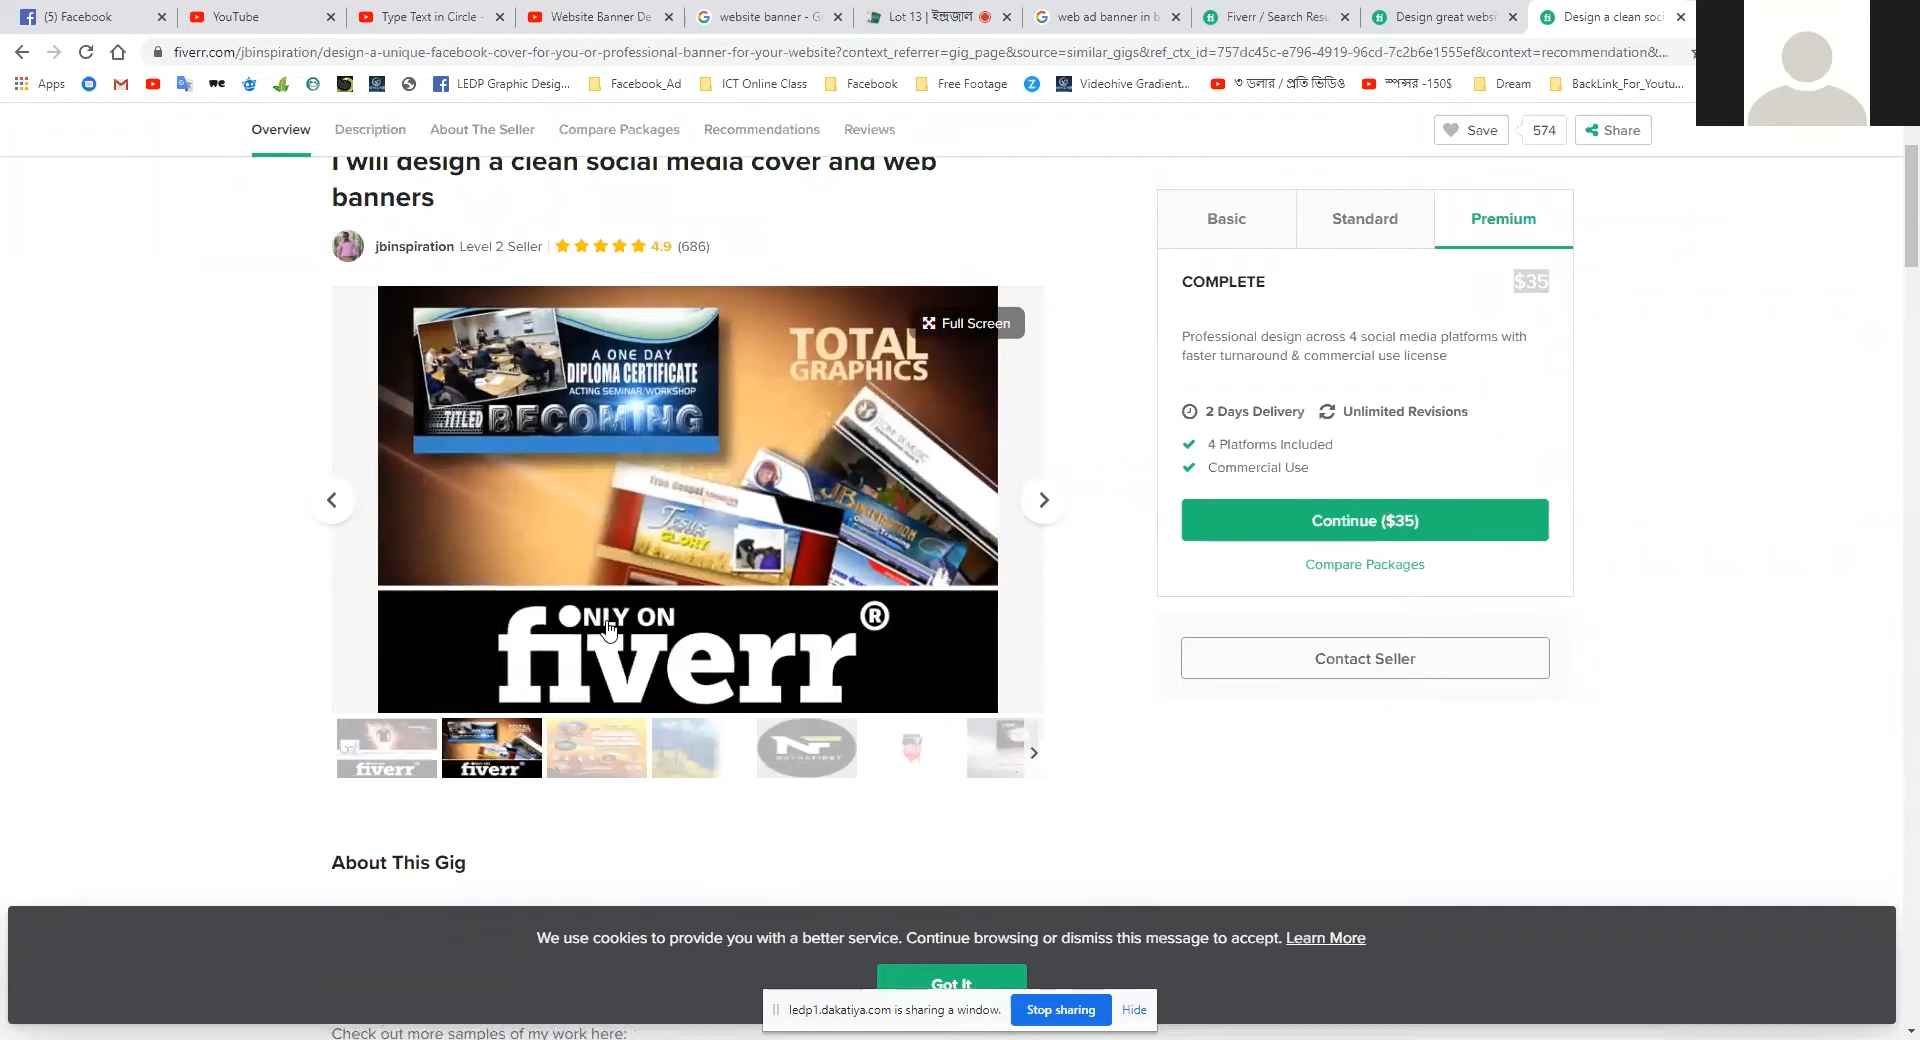 (5) Facebook
YouTube
Type Text in Circle -
Website Banner De
website banner - G
Lot 13 | ইন্দ্রজাল
web ad banner in b
Fiverr / Search Resu
Design great websi
Design a clean soci
fiverr.com/jbinspiration/design-a-unique-facebook-cover-for-you-or-professional-banner-for-your-website?context_referrer=gig_page&source=similar_gigs&ref_ctx_id=757dc45c-e796-4919-96cd-7c2b6e1555ef&context=recommendation&...
Apps
LEDP Graphic Desig...
Facebook_Ad
ICT Online Class
Facebook
Free Footage
Videohive Gradient...
৩ ডলার / প্রতি ভিডিও
স্পন্সর -150$
Dream
BackLink_For_Youtu...
Overview
Description
About The Seller
Compare Packages
Recommendations
Reviews
Save
574
Share
I will design a clean social media cover and web
banners
jbinspiration Level 2 Seller 4.9 (686)
Full Screen
A ONE DAY
DIPLOMA CERTIFICATE
ACTING SEMINAR/WORKSHOP
TITLED BECOMING
TOTAL
GRAPHICS
Jesus
GLORY
ONLY ON
fiverr®
fiverr
fiverr
NF
Basic
Standard
Premium
COMPLETE
$35
Professional design across 4 social media platforms with
faster turnaround & commercial use license
2 Days Delivery
Unlimited Revisions
4 Platforms Included
Commercial Use
Continue ($35)
Compare Packages
Contact Seller
About This Gig
We use cookies to provide you with a better service. Continue browsing or dismiss this message to accept. Learn More
Got It
ledp1.dakatiya.com is sharing a window.
Stop sharing
Hide
Check out more samples of my work here: